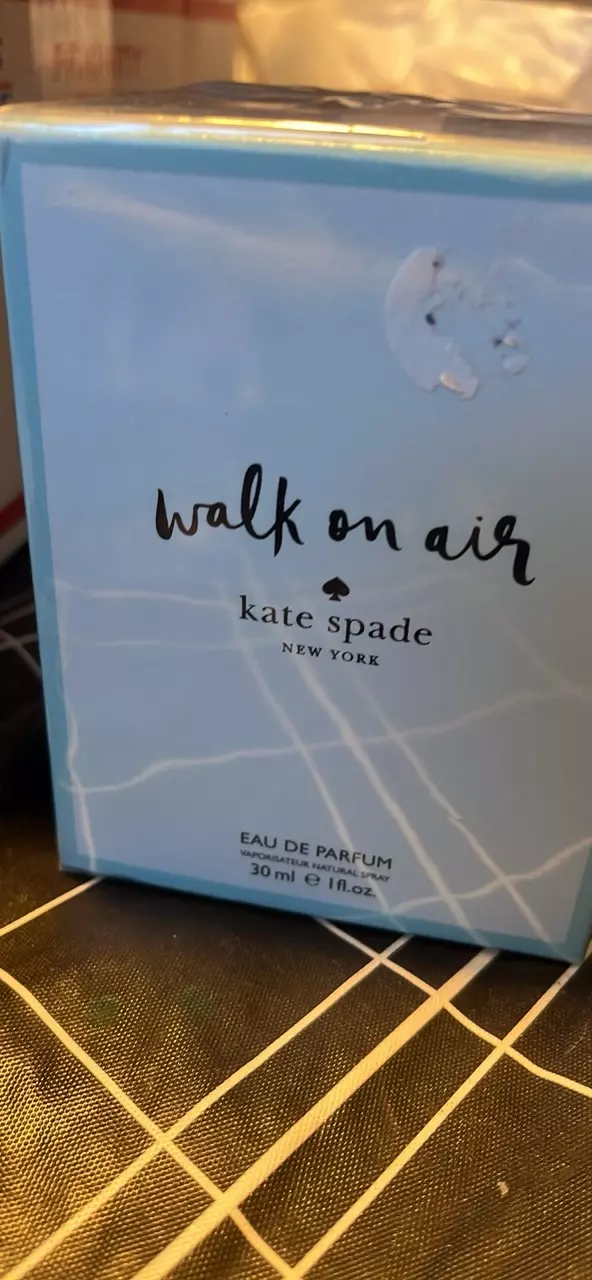 walk on air
kate spade
NEW YORK
EAU DE PARFUM
VAPORISATEUR NATURAL SPRAY
30 ml e 1 fl.oz.